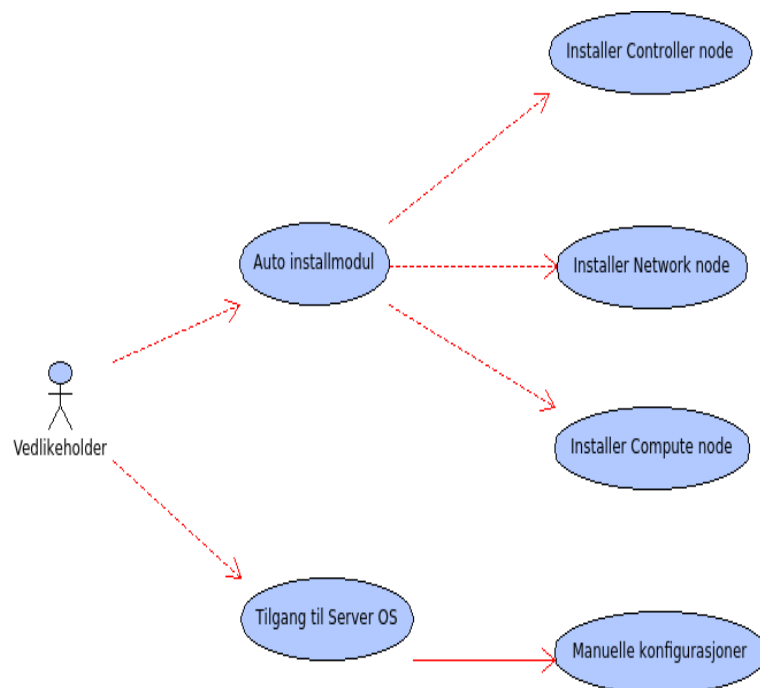 Installer Controller node
Auto installmodul
Installer Network node
Installer Compute node
Vedlikeholder
Tilgang til Server OS
Manuelle konfigurasjoner